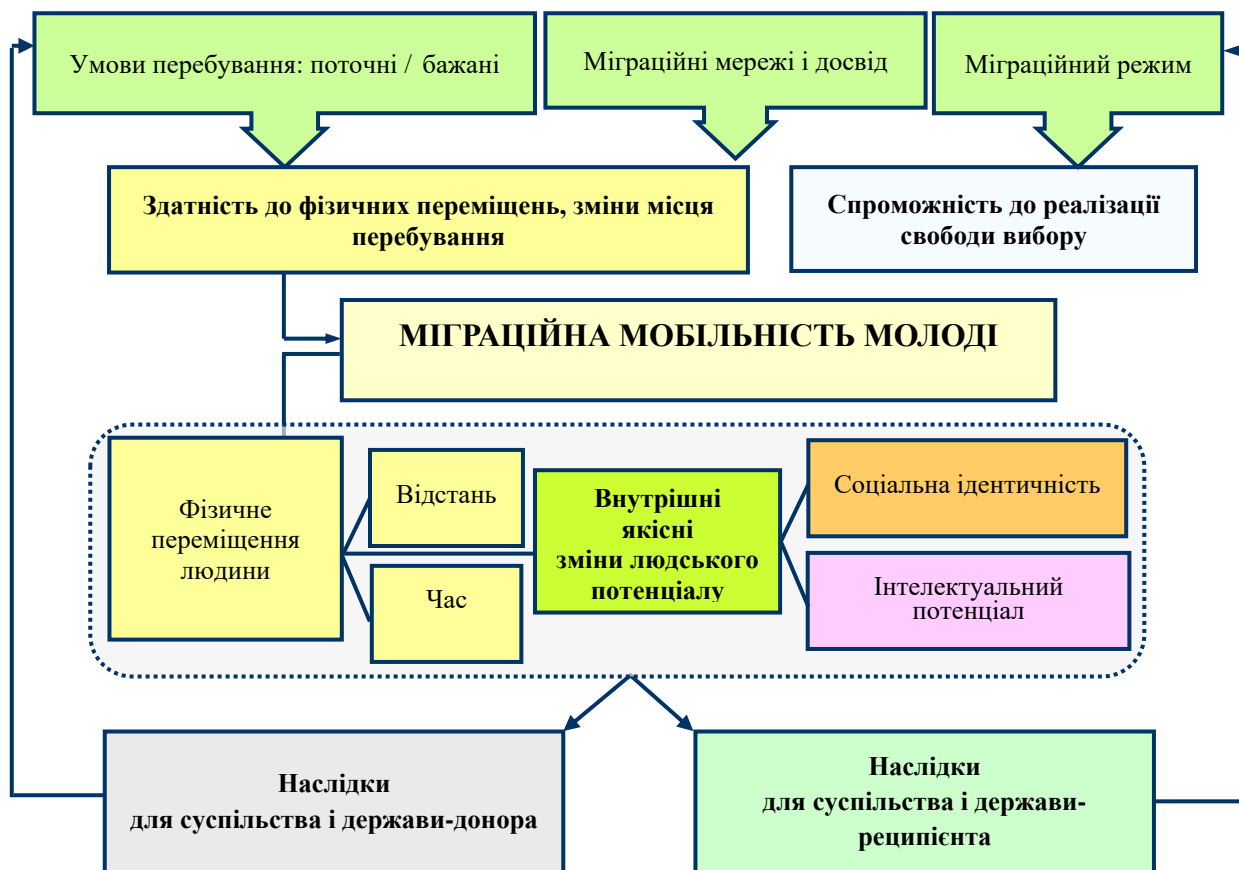 Умови перебування: поточні / бажані
Міграційні мережі і досвід
Міграційний режим
Здатність до фізичних переміщень, зміни місця
перебування
Спроможність до реалізації
свободи вибору
МІГРАЦІЙНА МОБІЛЬНІСТЬ МОЛОДІ
Фізичне
переміщення
людини
Відстань
Час
Внутрішні
якісні
зміни людського
потенціалу
Соціальна ідентичність
Інтелектуальний
потенціал
Наслідки
для суспільства і держави-донора
Наслідки
для суспільства і держави-
реципієнта